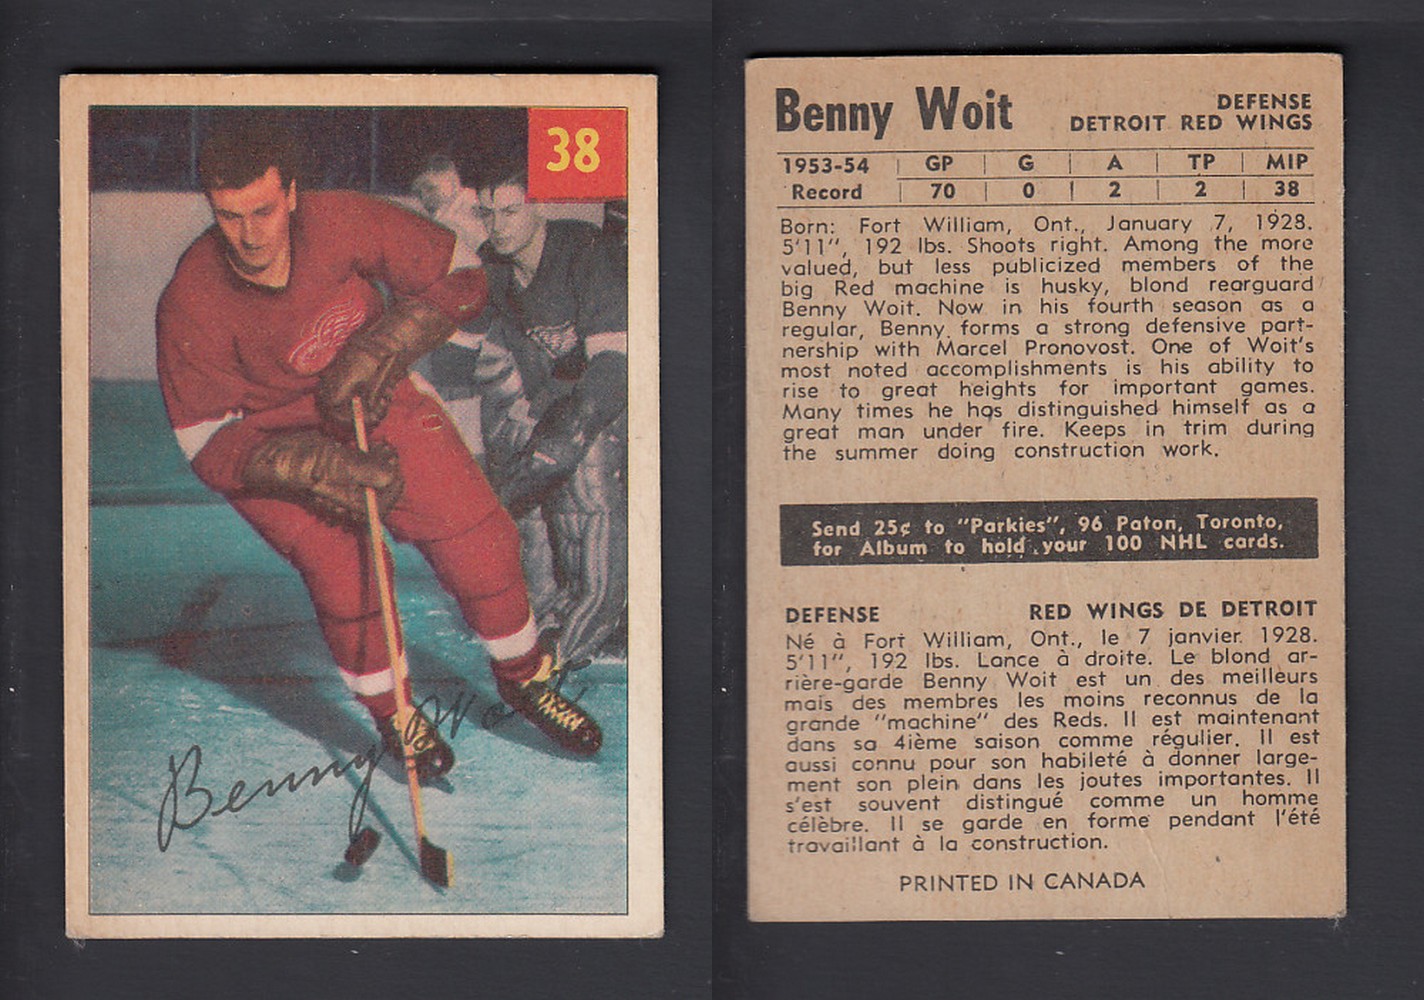 38
Benny Woit
Benny Woit
DEFENSE
DETROIT RED WINGS
1953-54 GP G A TP MIP
Record 70 0 2 2 38
Born: Fort William, Ont., January 7, 1928.
5'11", 192 lbs. Shoots right. Among the more
valued, but less publicized members of the
big Red machine is husky, blond rearguard
Benny Woit. Now in his fourth season as a
regular, Benny forms a strong defensive part-
nership with Marcel Pronovost. One of Woit's
most noted accomplishments is his ability to
rise to great heights for important games.
Many times he has distinguished himself as a
great man under fire. Keeps in trim during
the summer doing construction work.
Send 25¢ to "Parkies", 96 Paton, Toronto,
for Album to hold your 100 NHL cards.
DEFENSE RED WINGS DE DETROIT
Né à Fort William, Ont., le 7 janvier 1928.
5'11", 192 lbs. Lance à droite. Le blond ar-
rière-garde Benny Woit est un des meilleurs
mais des membres les moins reconnus de la
grande "machine" des Reds. Il est maintenant
dans sa 4ième saison comme régulier. Il est
aussi connu pour son habileté à donner large-
ment son plein dans les joutes importantes. Il
s'est souvent distingué comme un homme
célèbre. Il se garde en forme pendant l'été
travaillant à la construction.
PRINTED IN CANADA